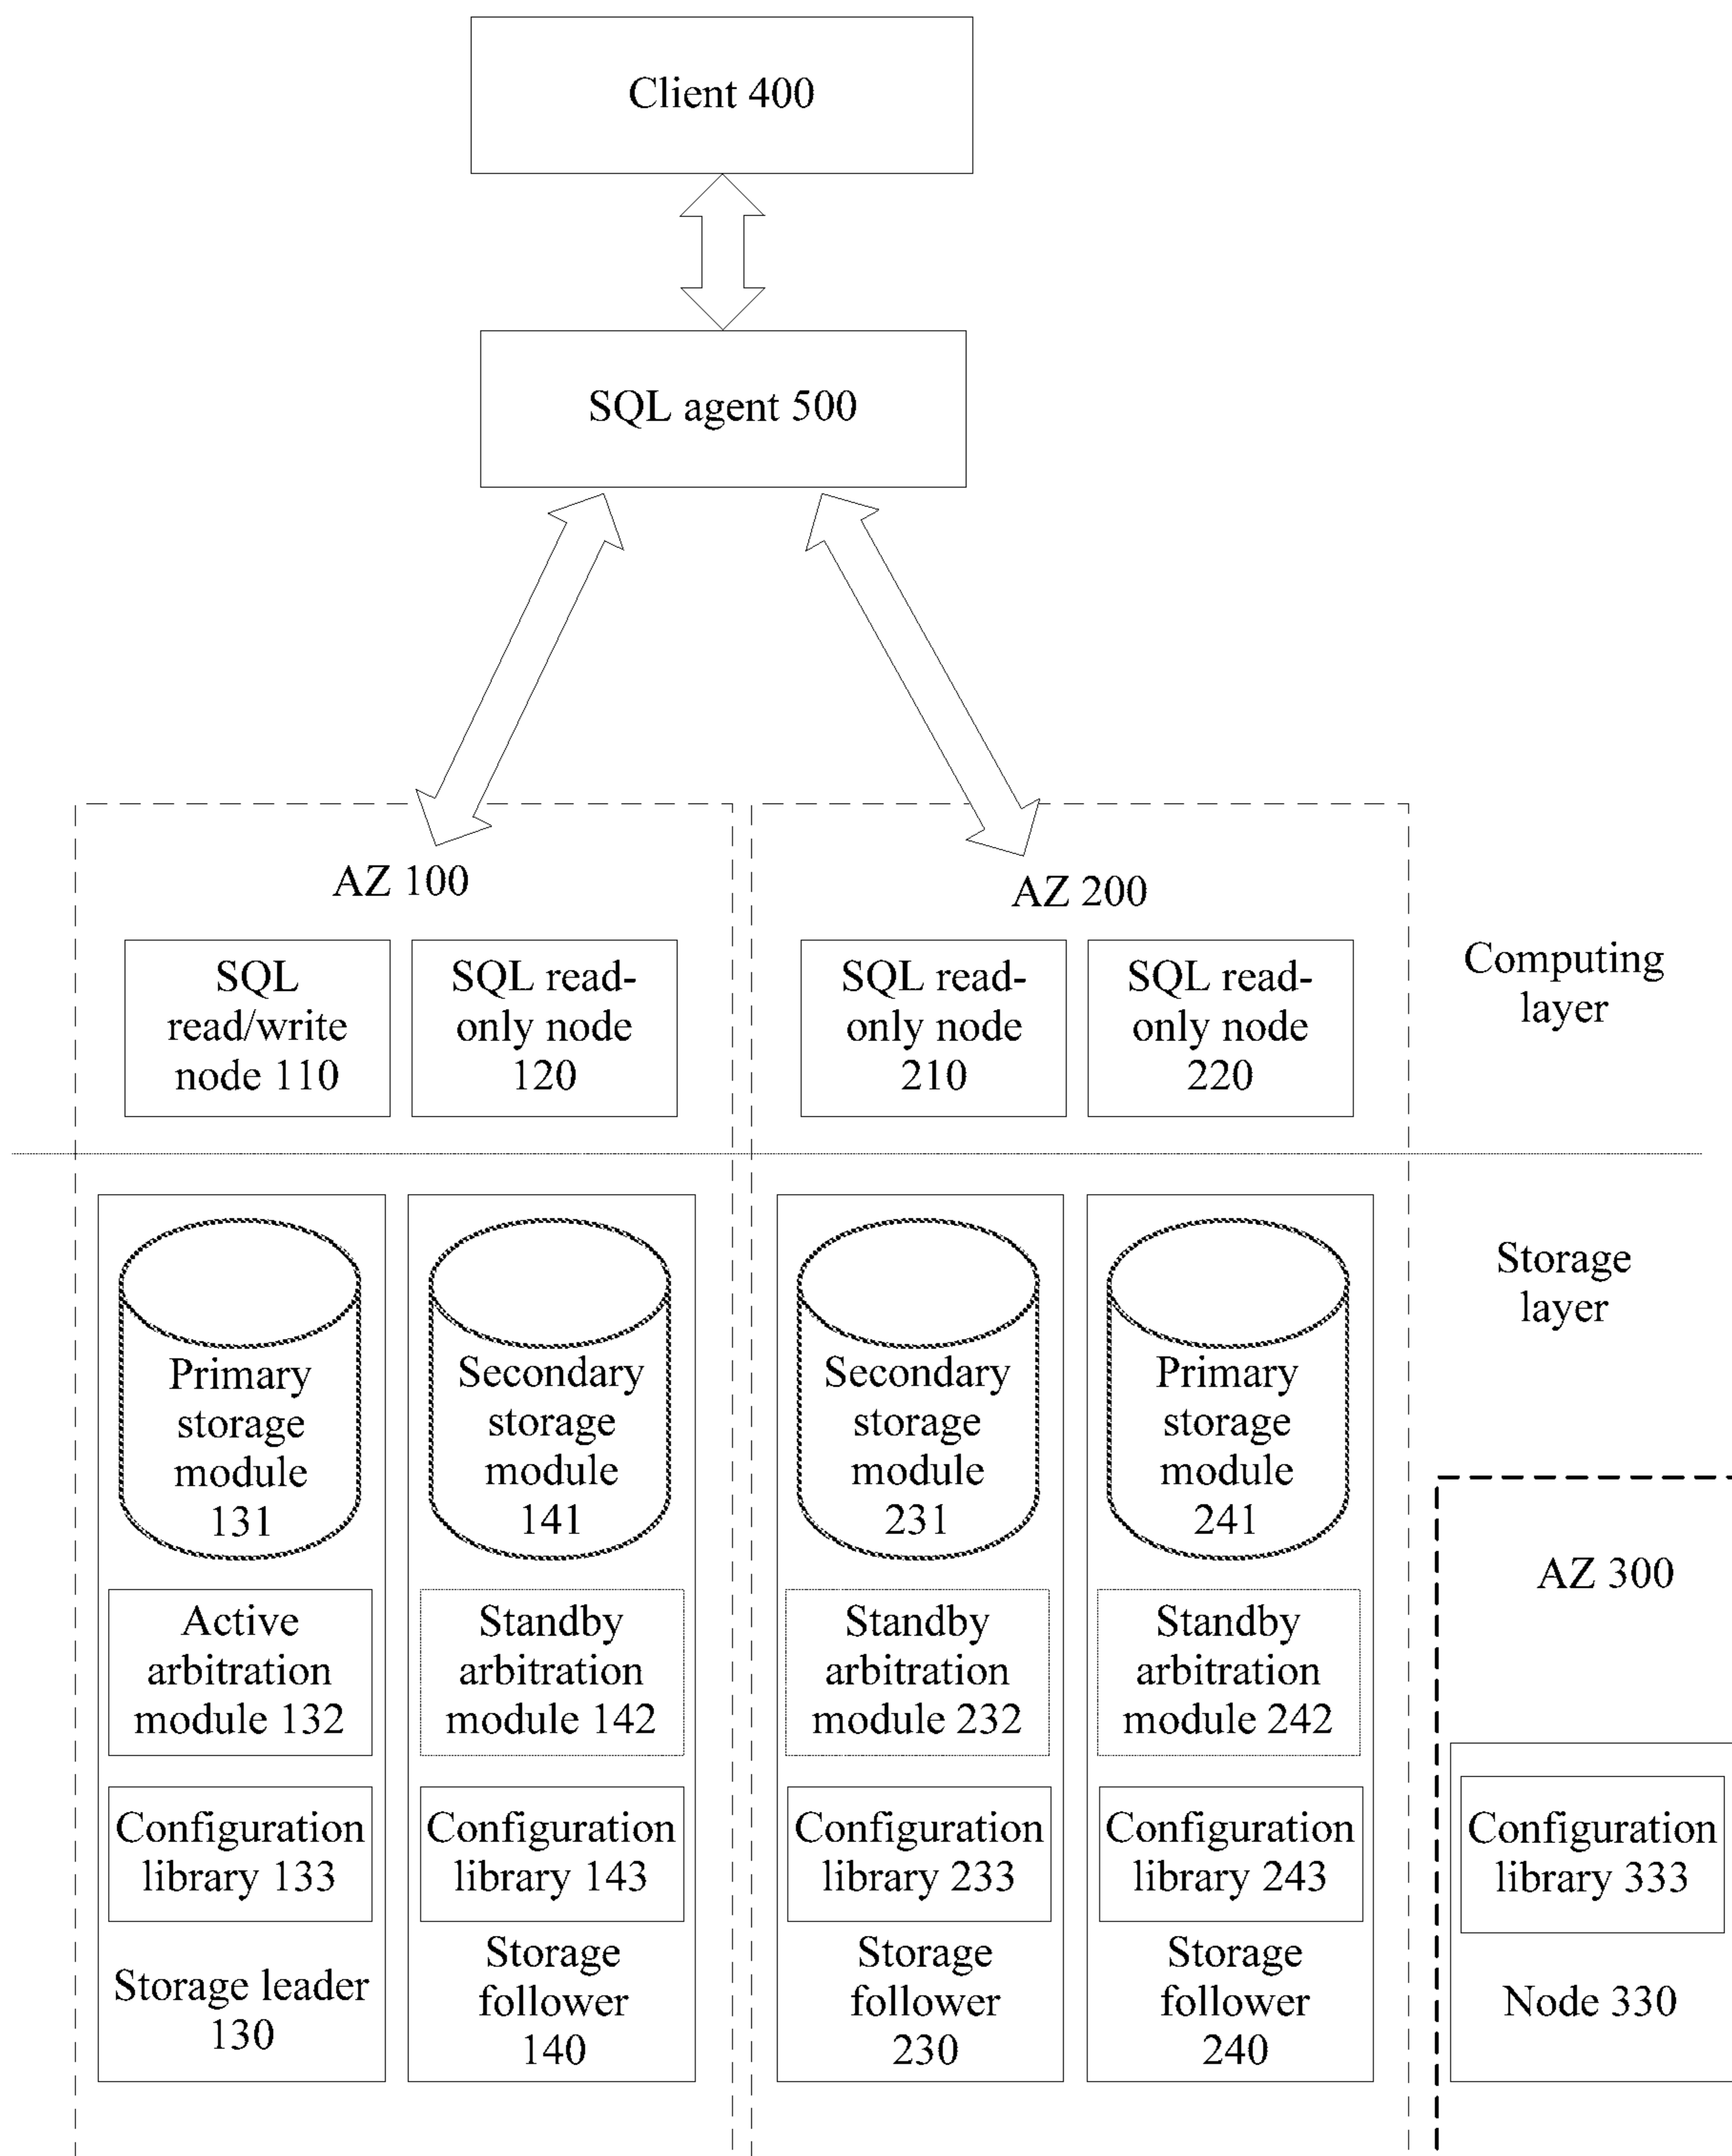 Client 400
SQL agent 500
AZ 100
AZ 200
SQL
read/write
node 110
SQL read-
only node
120
SQL read-
only node
210
SQL read-
only node
220
Computing
layer
Storage
layer
Primary
storage
module
131
Secondary
storage
module
141
Secondary
storage
module
231
Primary
storage
module
241
AZ 300
Active
arbitration
module 132
Standby
arbitration
module 142
Standby
arbitration
module 232
Standby
arbitration
module 242
Configuration
library 133
Configuration
library 143
Configuration
library 233
Configuration
library 243
Configuration
library 333
Storage leader
130
Storage
follower
140
Storage
follower
230
Storage
follower
240
Node 330